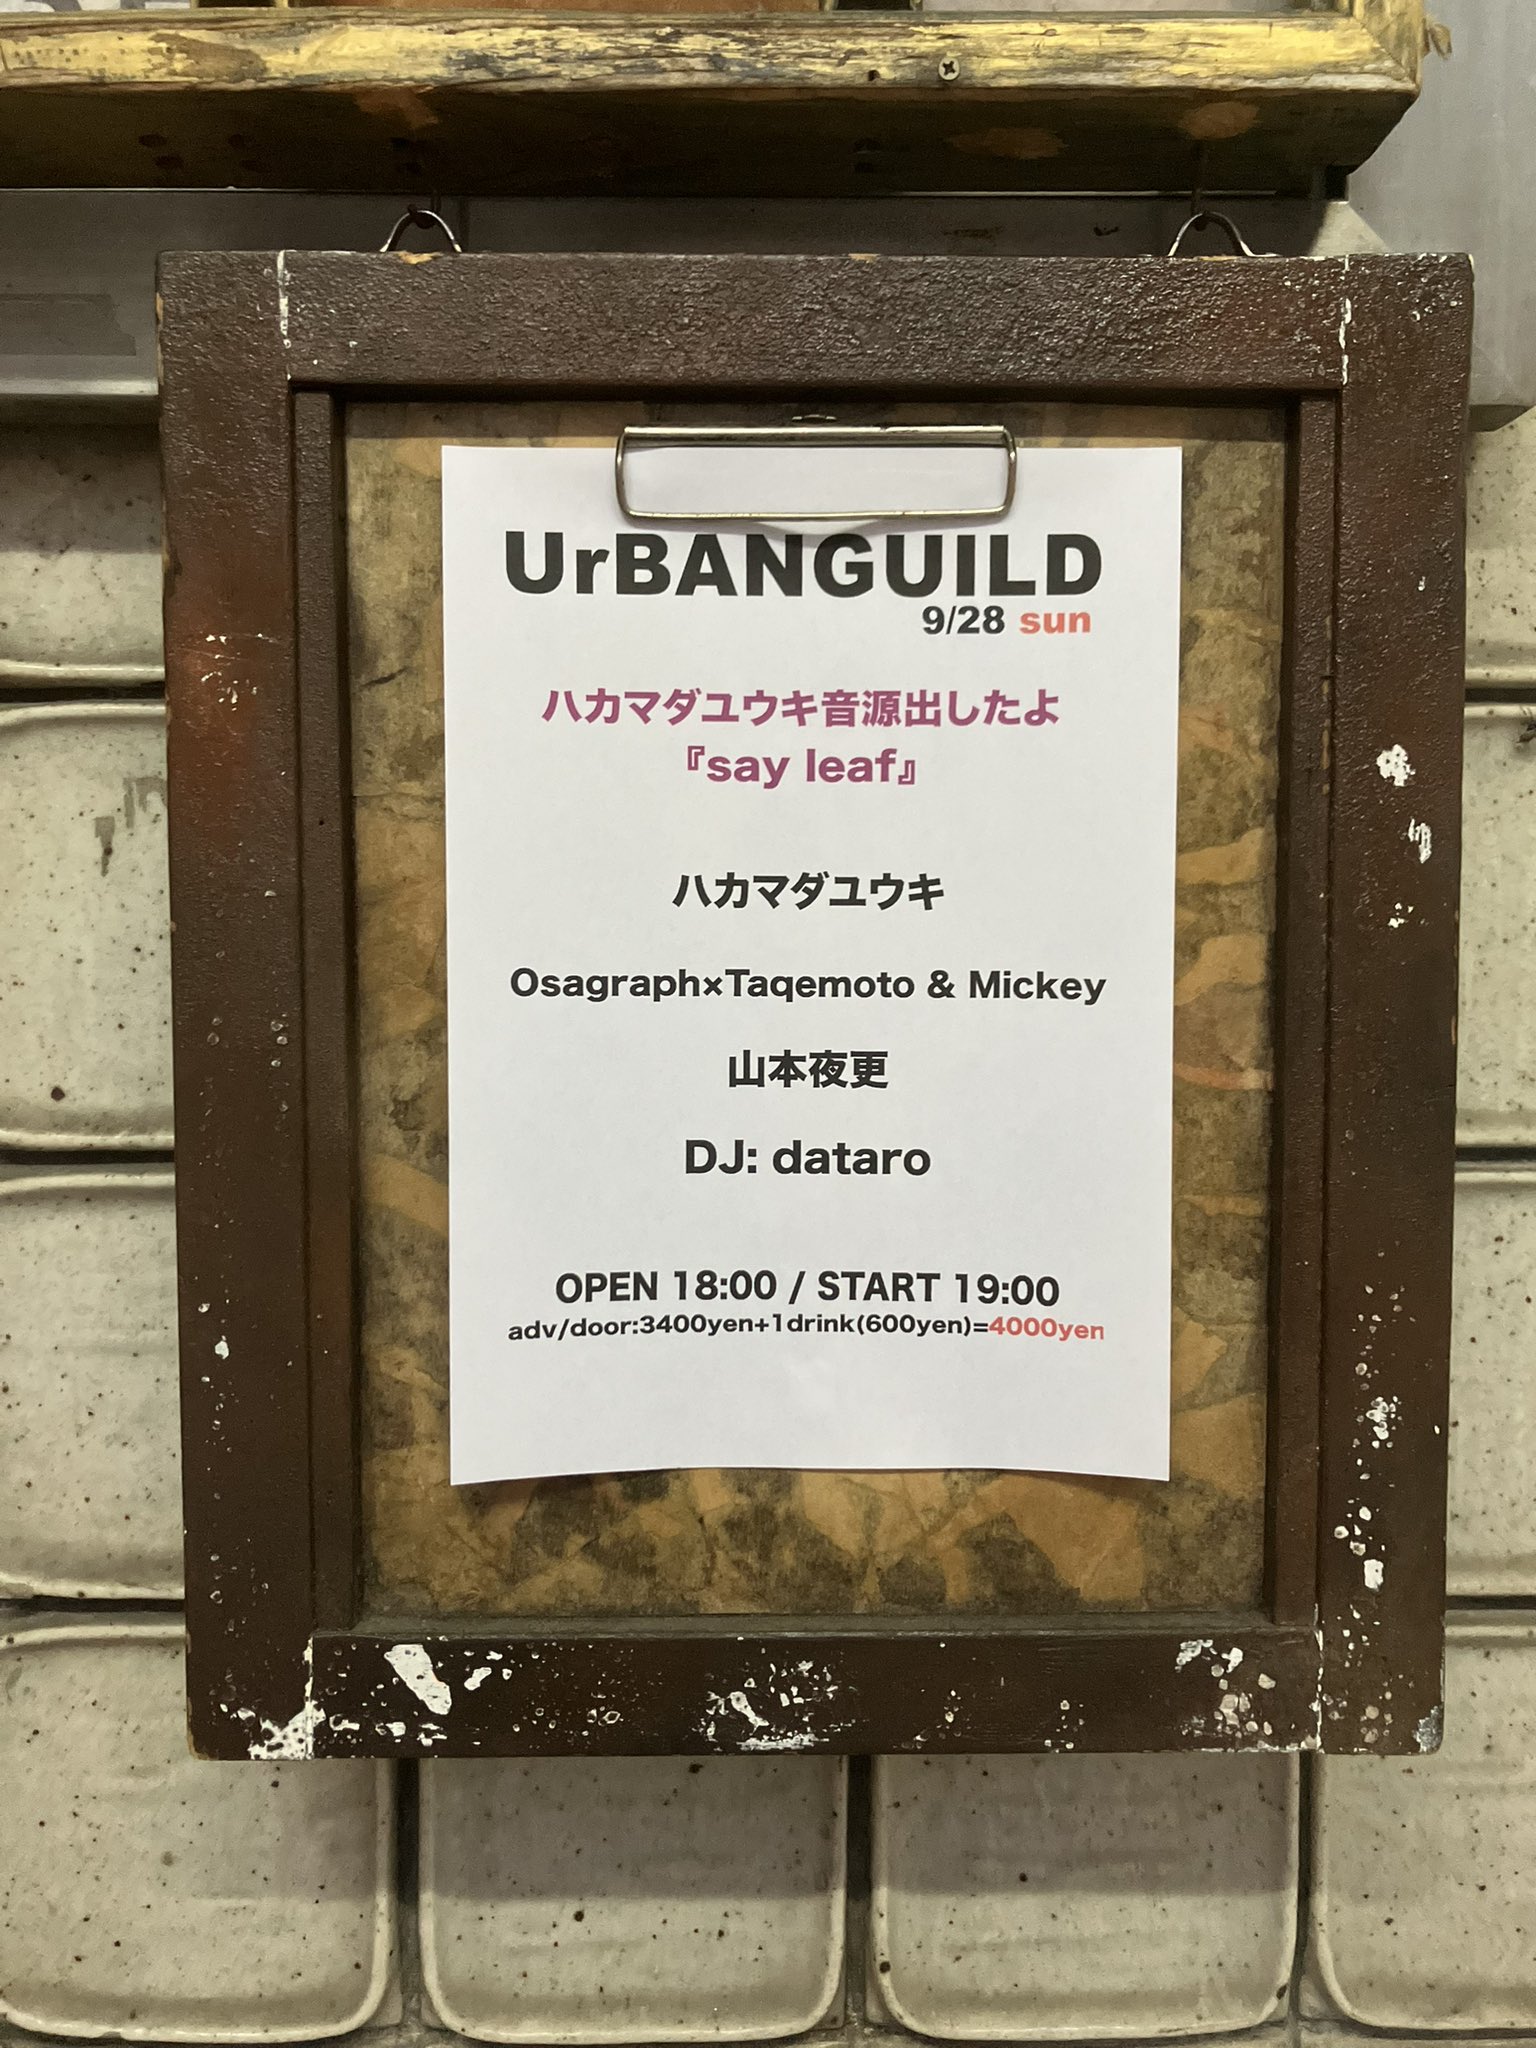 UrBANGUILD
9/28 sun
ハカマダユウキ音源出したよ
『say leaf』
ハカマダユウキ
Osagraph×Taqemoto & Mickey
山本夜更
DJ: dataro
OPEN 18:00 / START 19:00
adv/door:3400yen+1drink(600yen)=4000yen